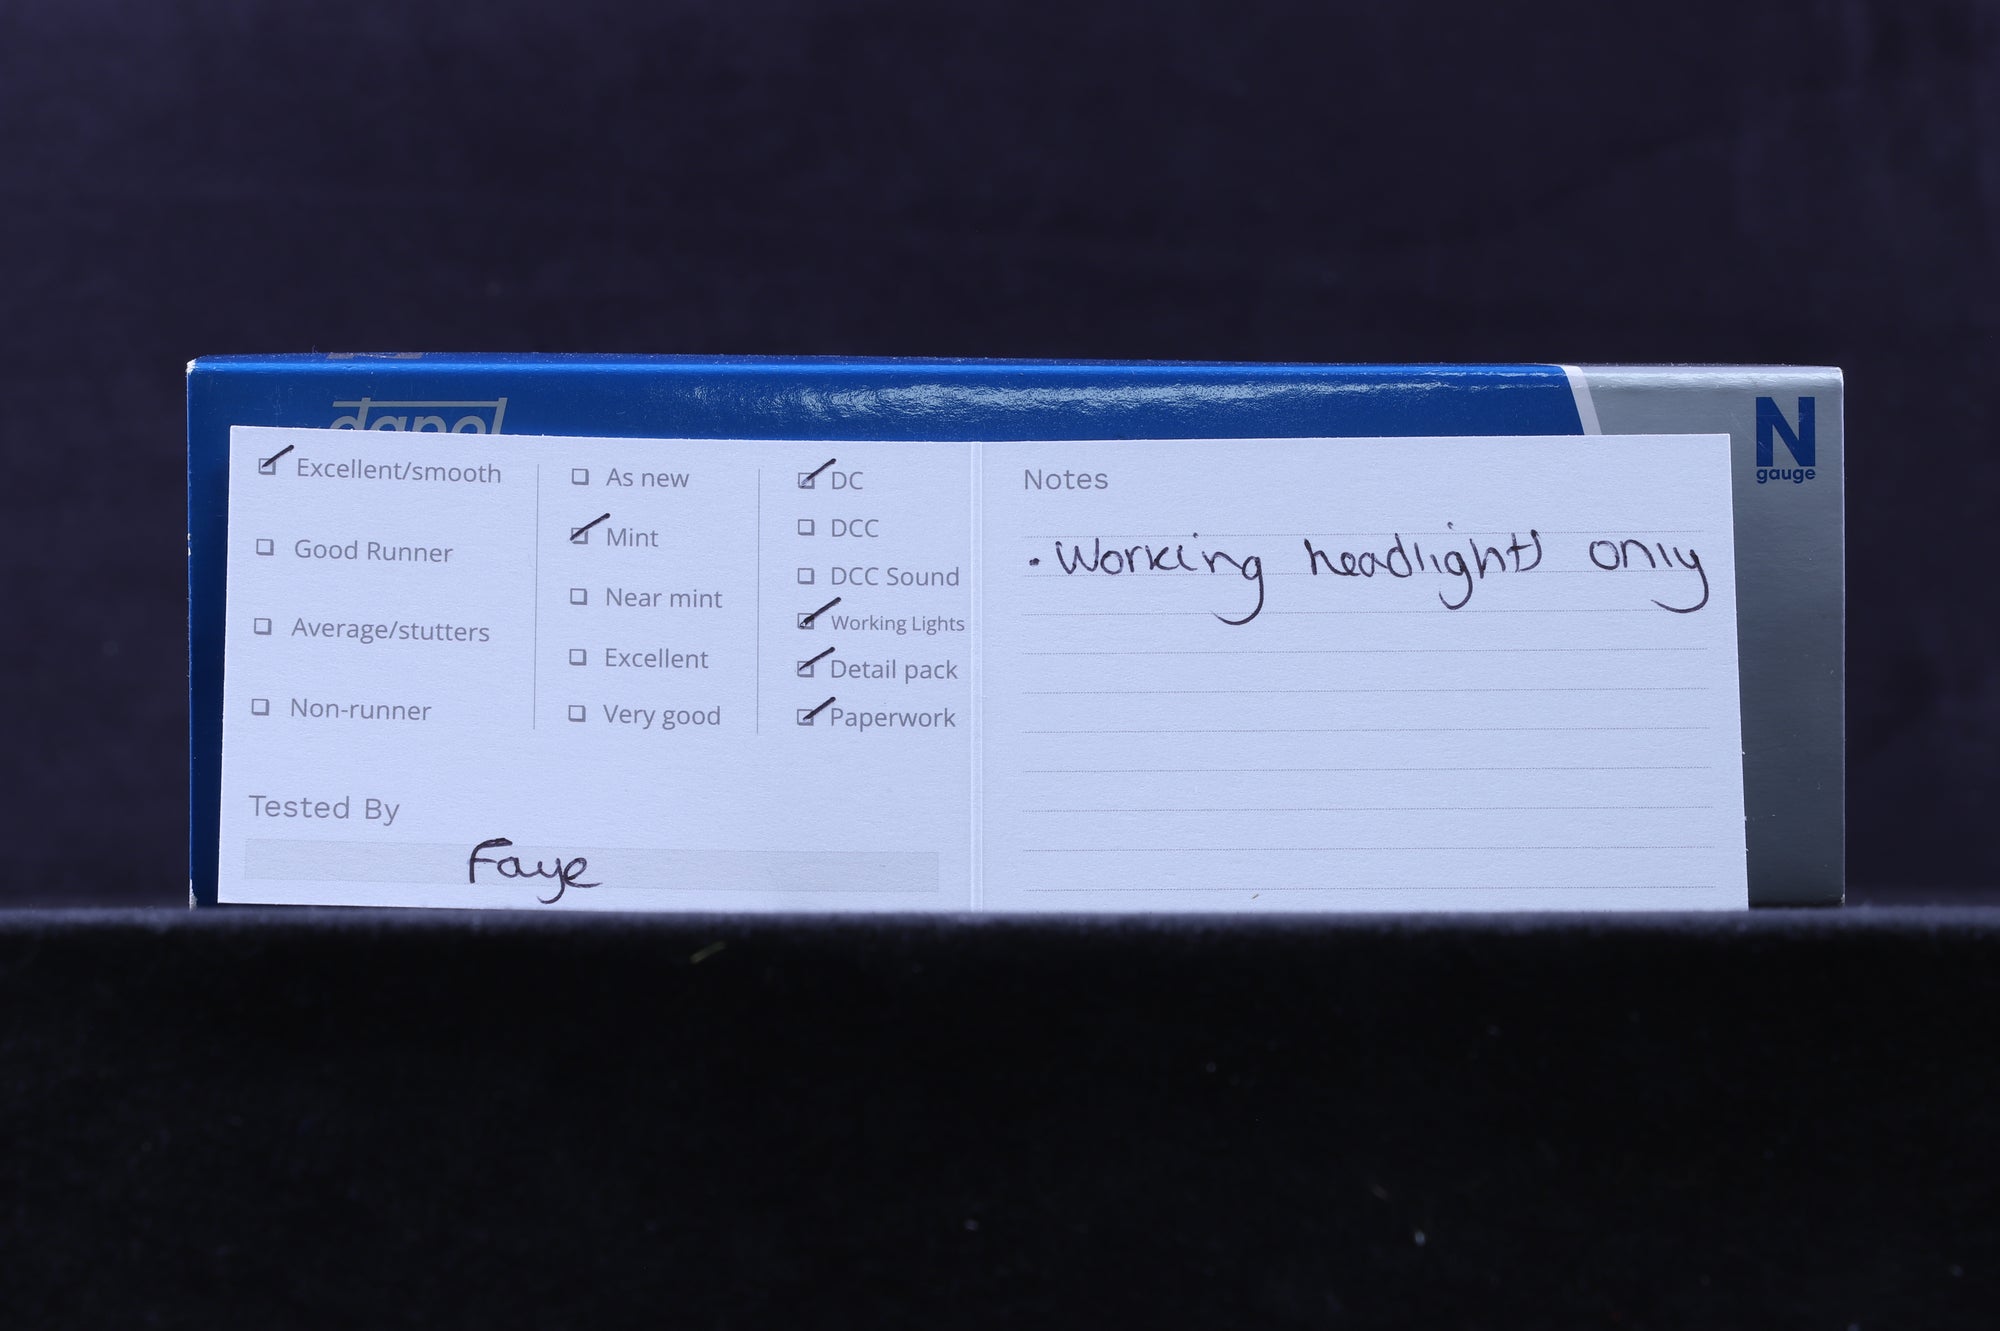 dapol
N
gauge
Excellent/smooth
Good Runner
Average/stutters
Non-runner
As new
Mint
Near mint
Excellent
Very good
DC
DCC
DCC Sound
Working Lights
Detail pack
Paperwork
Tested By
Faye
Notes
• Working headlights only